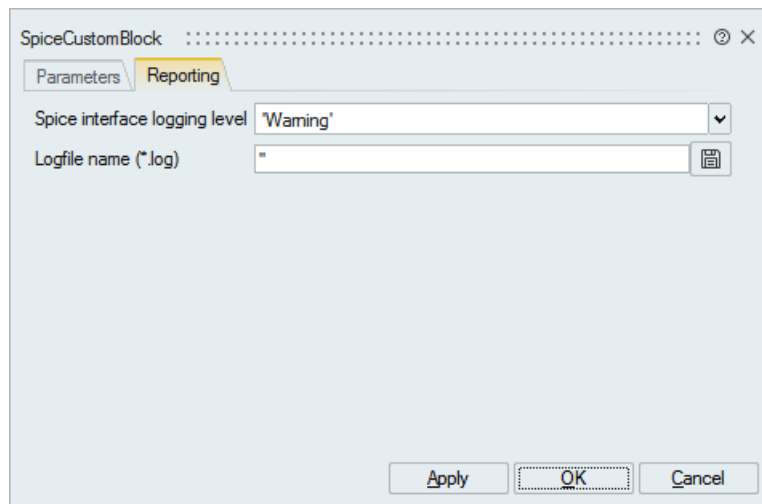 SpiceCustomBlock
Parameters Reporting
Spice interface logging level 'Warning'
Logfile name (*.log) ''
Apply OK Cancel